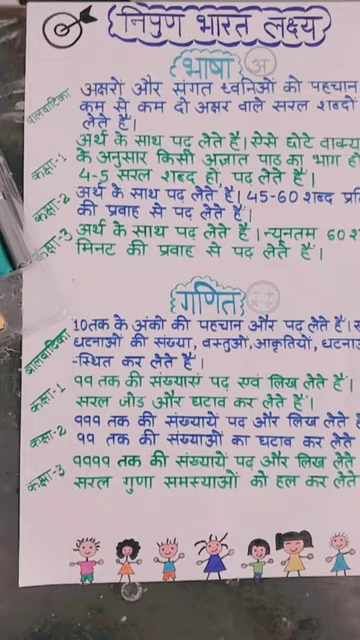 निपुण भारत लक्ष्य
भाषा अ
बालवाटिका अक्षरों और संगत ध्वनिओं को पहचान
कम से कम दो अक्षर वाले सरल शब्दों
लेते हैं।
कक्षा-1 अर्थ के साथ पढ़ लेते हैं। ऐसे छोटे वाक्य
के अनुसार किसी अज्ञात पाठ का भाग हो
4-5 सरल शब्द हो, पढ़ लेते हैं।
कक्षा-2 अर्थ के साथ पढ़ लेते हैं। 45-60 शब्द प्रति
की प्रवाह से पढ़ लेते हैं।
कक्षा-3 अर्थ के साथ पढ़ लेते हैं। न्यूनतम 60 श
मिनट की प्रवाह से पढ़ लेते हैं।
गणित
बालवाटिका 10 तक के अंकों की पहचान और पढ़ लेते हैं।
घटनाओं की संख्या, वस्तुओं, आकृतियों, घटना
-स्थित कर लेते हैं।
कक्षा-1 99 तक की संख्याएं पढ़ एवं लिख लेते हैं।
सरल जोड़ और घटाव कर लेते हैं।
कक्षा-2 999 तक की संख्यायें पढ़ और लिख लेते
99 तक की संख्याओं का घटाव कर लेते
कक्षा-3 9999 तक की संख्यायें पढ़ और लिख लेते
सरल गुणा समस्याओं को हल कर लेते